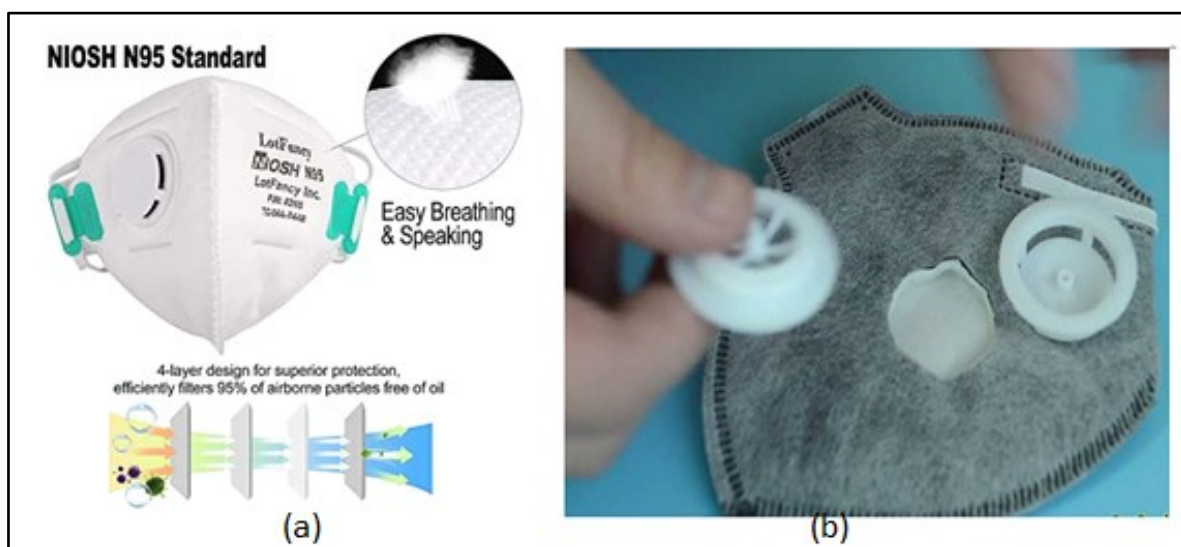 NIOSH N95 Standard
LotFancy
NIOSH N95
LotFancy Inc.
Easy Breathing
& Speaking
4-layer design for superior protection,
efficiently filters 95% of airborne particles free of oil
(a)
(b)